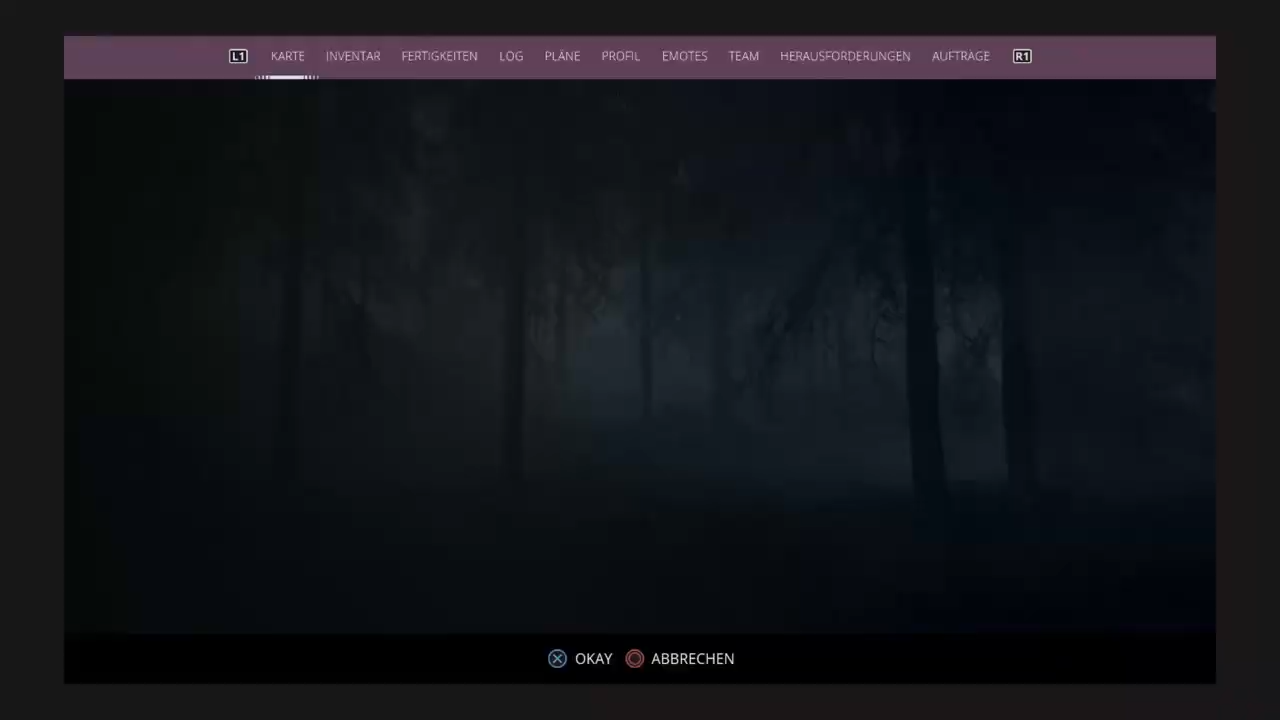 L1 KARTE INVENTAR FERTIGKEITEN LOG PLÄNE PROFIL EMOTES TEAM HERAUSFORDERUNGEN AUFTRÄGE R1
OKAY ABBRECHEN